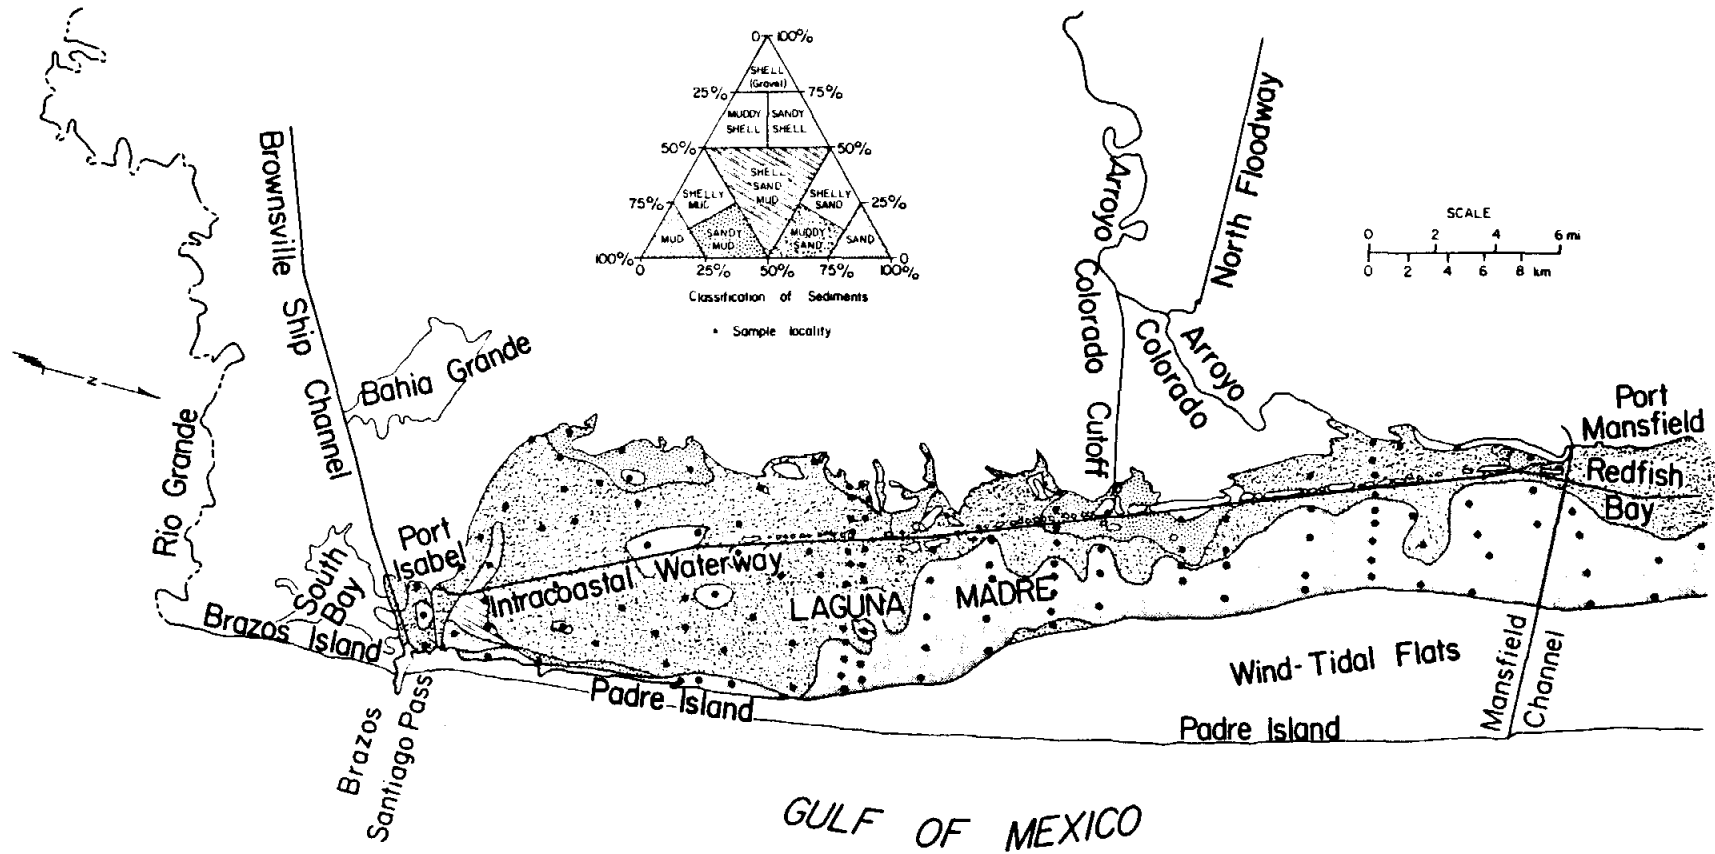 0 100%
SHELL
(Gravel)
25% 75%
MUDDY SANDY
SHELL SHELL
50% 50%
SHELL
SAND
MUD
SHELLY
MUD
SHELLY
SAND
75% 25%
MUD
SANDY
MUD
MUDDY
SAND
SAND
100% 0
0 25% 50% 75% 100%
Classification of Sediments
• Sample locality
SCALE
0 2 4 6 mi
0 2 4 6 8 km
N
Rio Grande
Brownsville Ship Channel
Bahia Grande
Arroyo
Colorado Cutoff
North Floodway
Arroyo
Colorado
Port
Mansfield
Redfish
Bay
Port
Isabel
South
Bay
Brazos Island
Intracoastal Waterway
LAGUNA MADRE
Wind-Tidal Flats
Mansfield
Channel
Padre Island
Padre Island
Brazos
Santiago Pass
GULF OF MEXICO